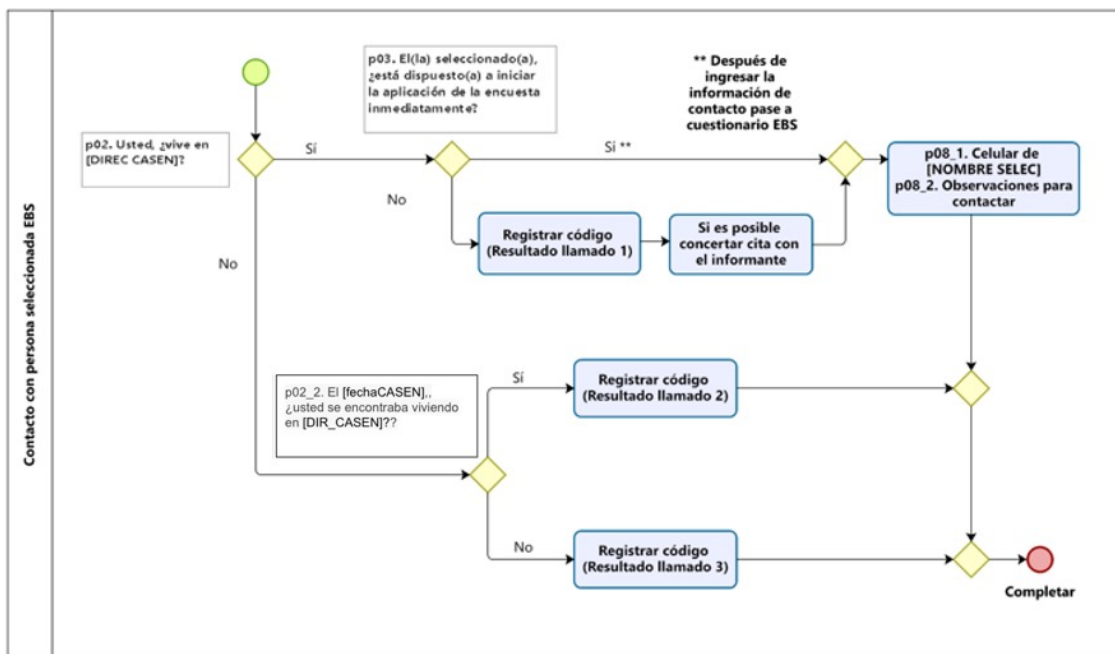 Contacto con persona seleccionada EBS
p03. El(la) seleccionado(a),
¿está dispuesto(a) a iniciar
la aplicación de la encuesta
inmediatamente?
** Después de
ingresar la
información de
contacto pase a
cuestionario EBS
p02. Usted, ¿vive en
[DIREC CASEN]?
Sí
Si **
p08_1. Celular de
[NOMBRE SELEC]
p08_2. Observaciones para
contactar
No
Registrar código
(Resultado llamado 1)
Si es posible
concertar cita con
el informante
No
p02_2. El [fechaCASEN],,
¿usted se encontraba viviendo
en [DIR_CASEN]??
Sí
Registrar código
(Resultado llamado 2)
No
Registrar código
(Resultado llamado 3)
Completar